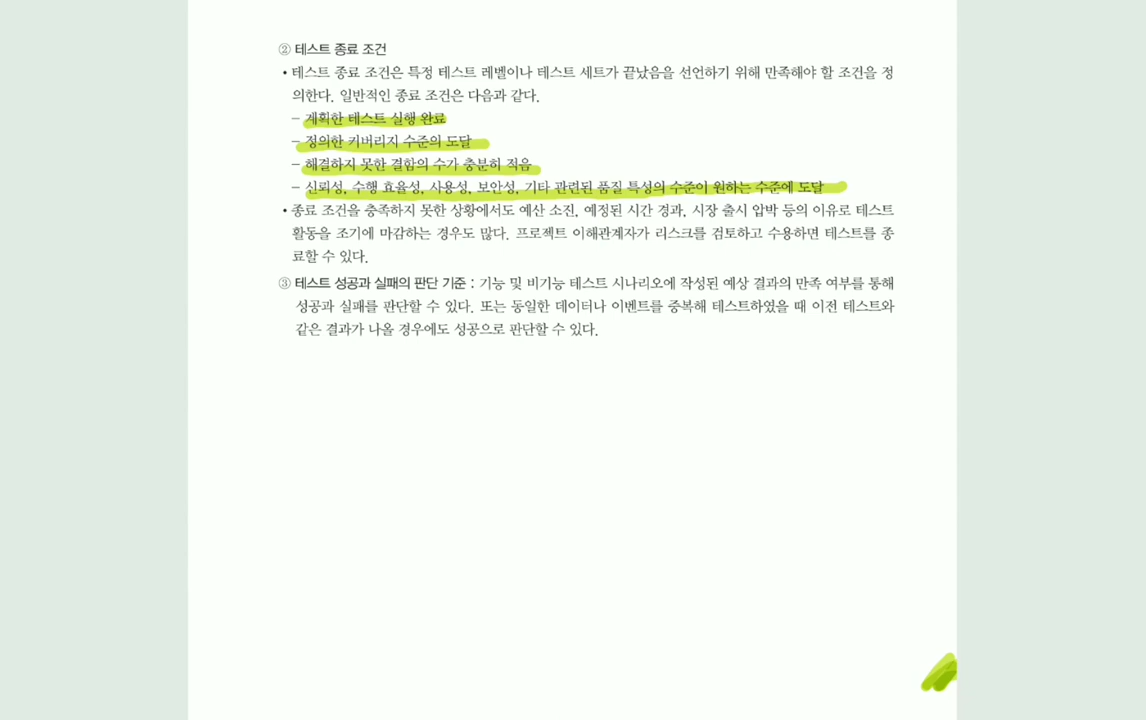 ② 테스트 종료 조건
• 테스트 종료 조건은 특정 테스트 레벨이나 테스트 세트가 끝났음을 선언하기 위해 만족해야 할 조건을 정
의한다. 일반적인 종료 조건은 다음과 같다.
– 계획한 테스트 실행 완료
– 정의한 커버리지 수준의 도달
– 해결하지 못한 결함의 수가 충분히 적음
– 신뢰성, 수행 효율성, 사용성, 보안성, 기타 관련된 품질 특성의 수준이 원하는 수준에 도달
• 종료 조건을 충족하지 못한 상황에서도 예산 소진, 예정된 시간 경과, 시장 출시 압박 등의 이유로 테스트
활동을 조기에 마감하는 경우도 많다. 프로젝트 이해관계자가 리스크를 검토하고 수용하면 테스트를 종
료할 수 있다.
③ 테스트 성공과 실패의 판단 기준 : 기능 및 비기능 테스트 시나리오에 작성된 예상 결과의 만족 여부를 통해
성공과 실패를 판단할 수 있다. 또는 동일한 데이터나 이벤트를 중복해 테스트하였을 때 이전 테스트와
같은 결과가 나올 경우에도 성공으로 판단할 수 있다.